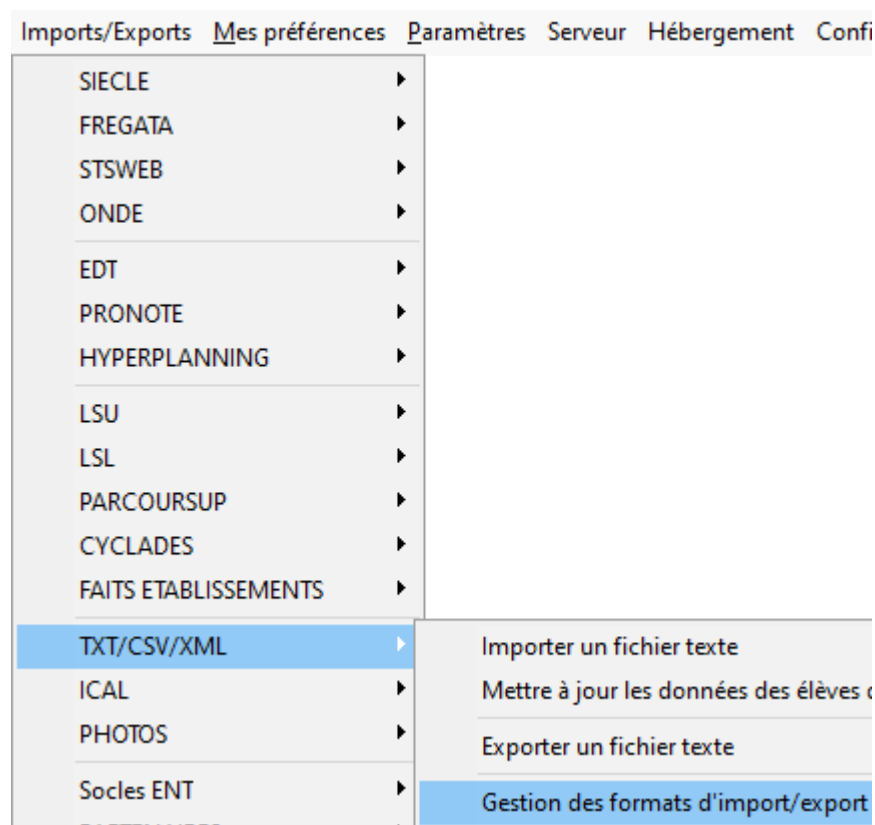 Imports/Exports Mes préférences Paramètres Serveur Hébergement Confi
SIECLE
FREGATA
STSWEB
ONDE
EDT
PRONOTE
HYPERPLANNING
LSU
LSL
PARCOURSUP
CYCLADES
FAITS ETABLISSEMENTS
TXT/CSV/XML
Importer un fichier texte
ICAL
Mettre à jour les données des élèves
PHOTOS
Exporter un fichier texte
Socles ENT
Gestion des formats d'import/export